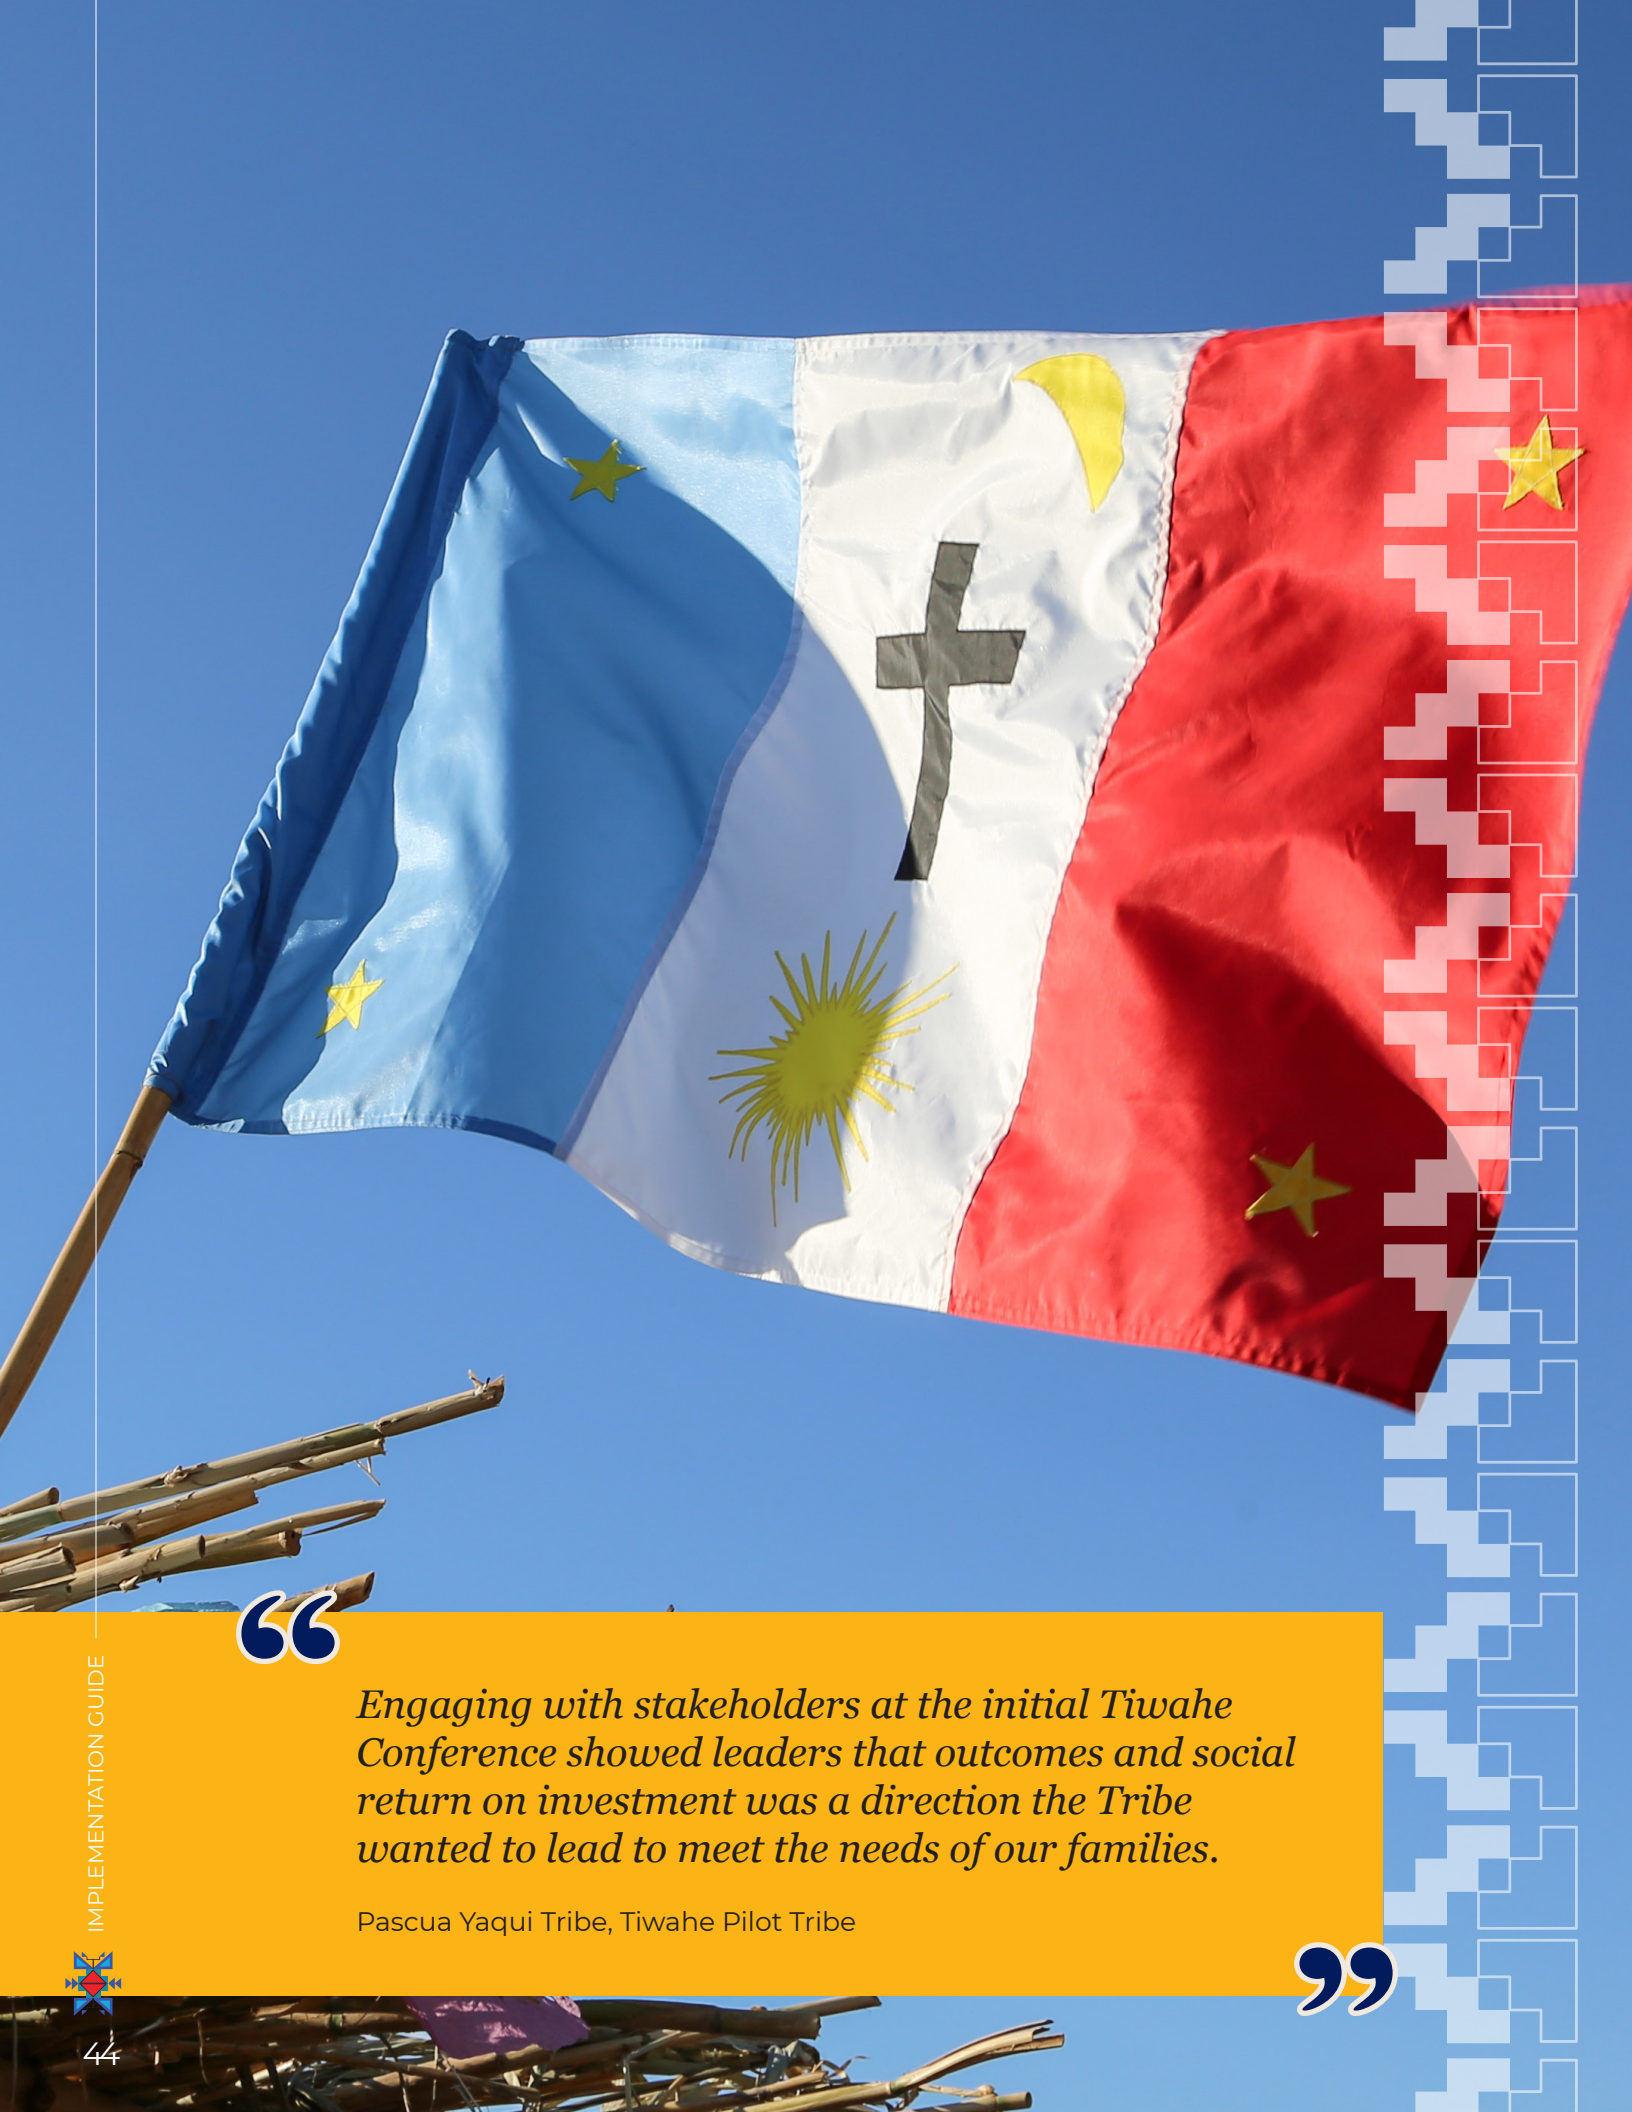 “
Engaging with stakeholders at the initial Tiwahe
Conference showed leaders that outcomes and social
return on investment was a direction the Tribe
wanted to lead to meet the needs of our families.
Pascua Yaqui Tribe, Tiwahe Pilot Tribe
”
IMPLEMENTATION GUIDE
44